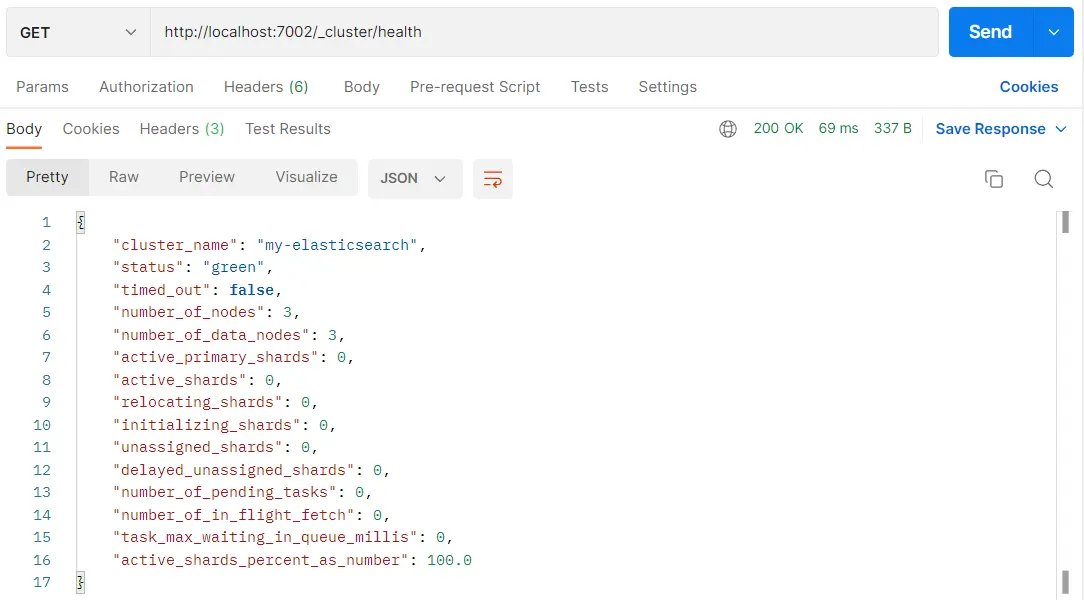 GET http://localhost:7002/_cluster/health Send
Params Authorization Headers (6) Body Pre-request Script Tests Settings Cookies
Body Cookies Headers (3) Test Results 200 OK 69 ms 337 B Save Response
Pretty Raw Preview Visualize JSON
1 {
2 "cluster_name": "my-elasticsearch",
3 "status": "green",
4 "timed_out": false,
5 "number_of_nodes": 3,
6 "number_of_data_nodes": 3,
7 "active_primary_shards": 0,
8 "active_shards": 0,
9 "relocating_shards": 0,
10 "initializing_shards": 0,
11 "unassigned_shards": 0,
12 "delayed_unassigned_shards": 0,
13 "number_of_pending_tasks": 0,
14 "number_of_in_flight_fetch": 0,
15 "task_max_waiting_in_queue_millis": 0,
16 "active_shards_percent_as_number": 100.0
17 }